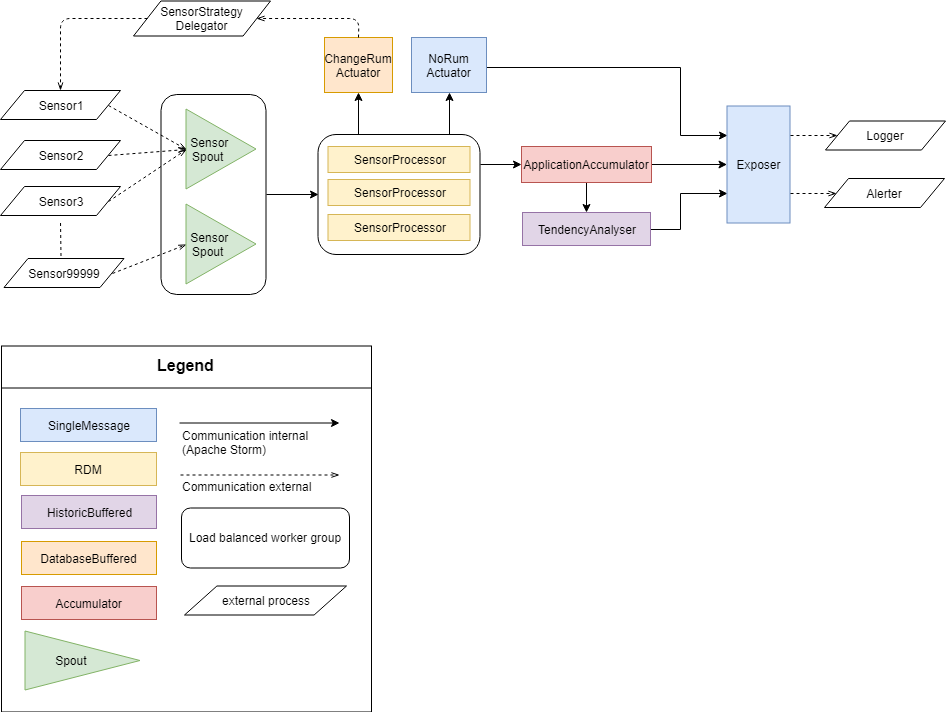 SensorStrategy
Delegator
ChangeRum
Actuator
NoRum
Actuator
Sensor1
Sensor2
Sensor3
Sensor99999
Sensor
Spout
Sensor
Spout
SensorProcessor
SensorProcessor
SensorProcessor
ApplicationAccumulator
TendencyAnalyser
Exposer
Logger
Alerter
Legend
SingleMessage
RDM
HistoricBuffered
DatabaseBuffered
Accumulator
Spout
Communication internal
(Apache Storm)
Communication external
Load balanced worker group
external process